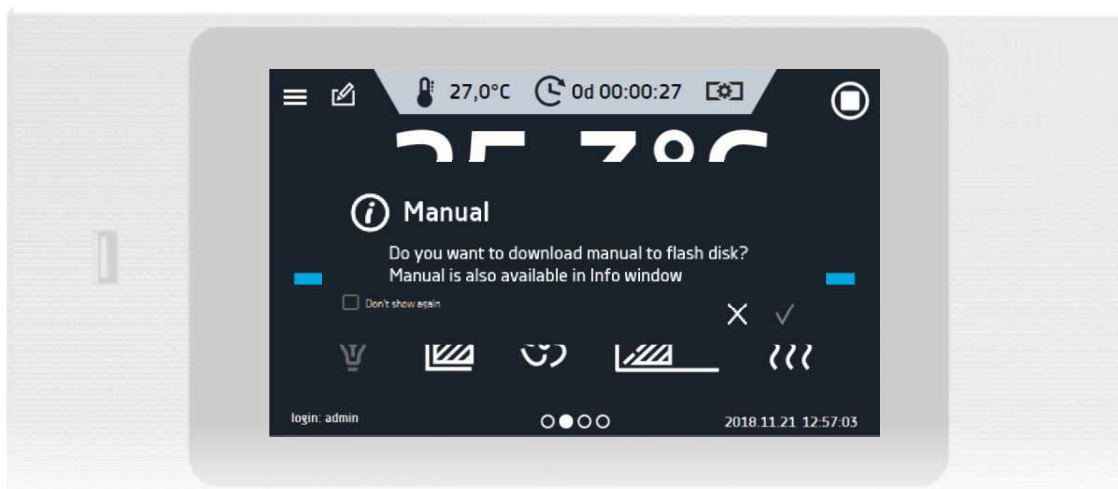 27,0°C 0d 00:00:27
Manual
Do you want to download manual to flash disk?
Manual is also available in Info window
Don't show again
login: admin
2018.11.21 12:57:03